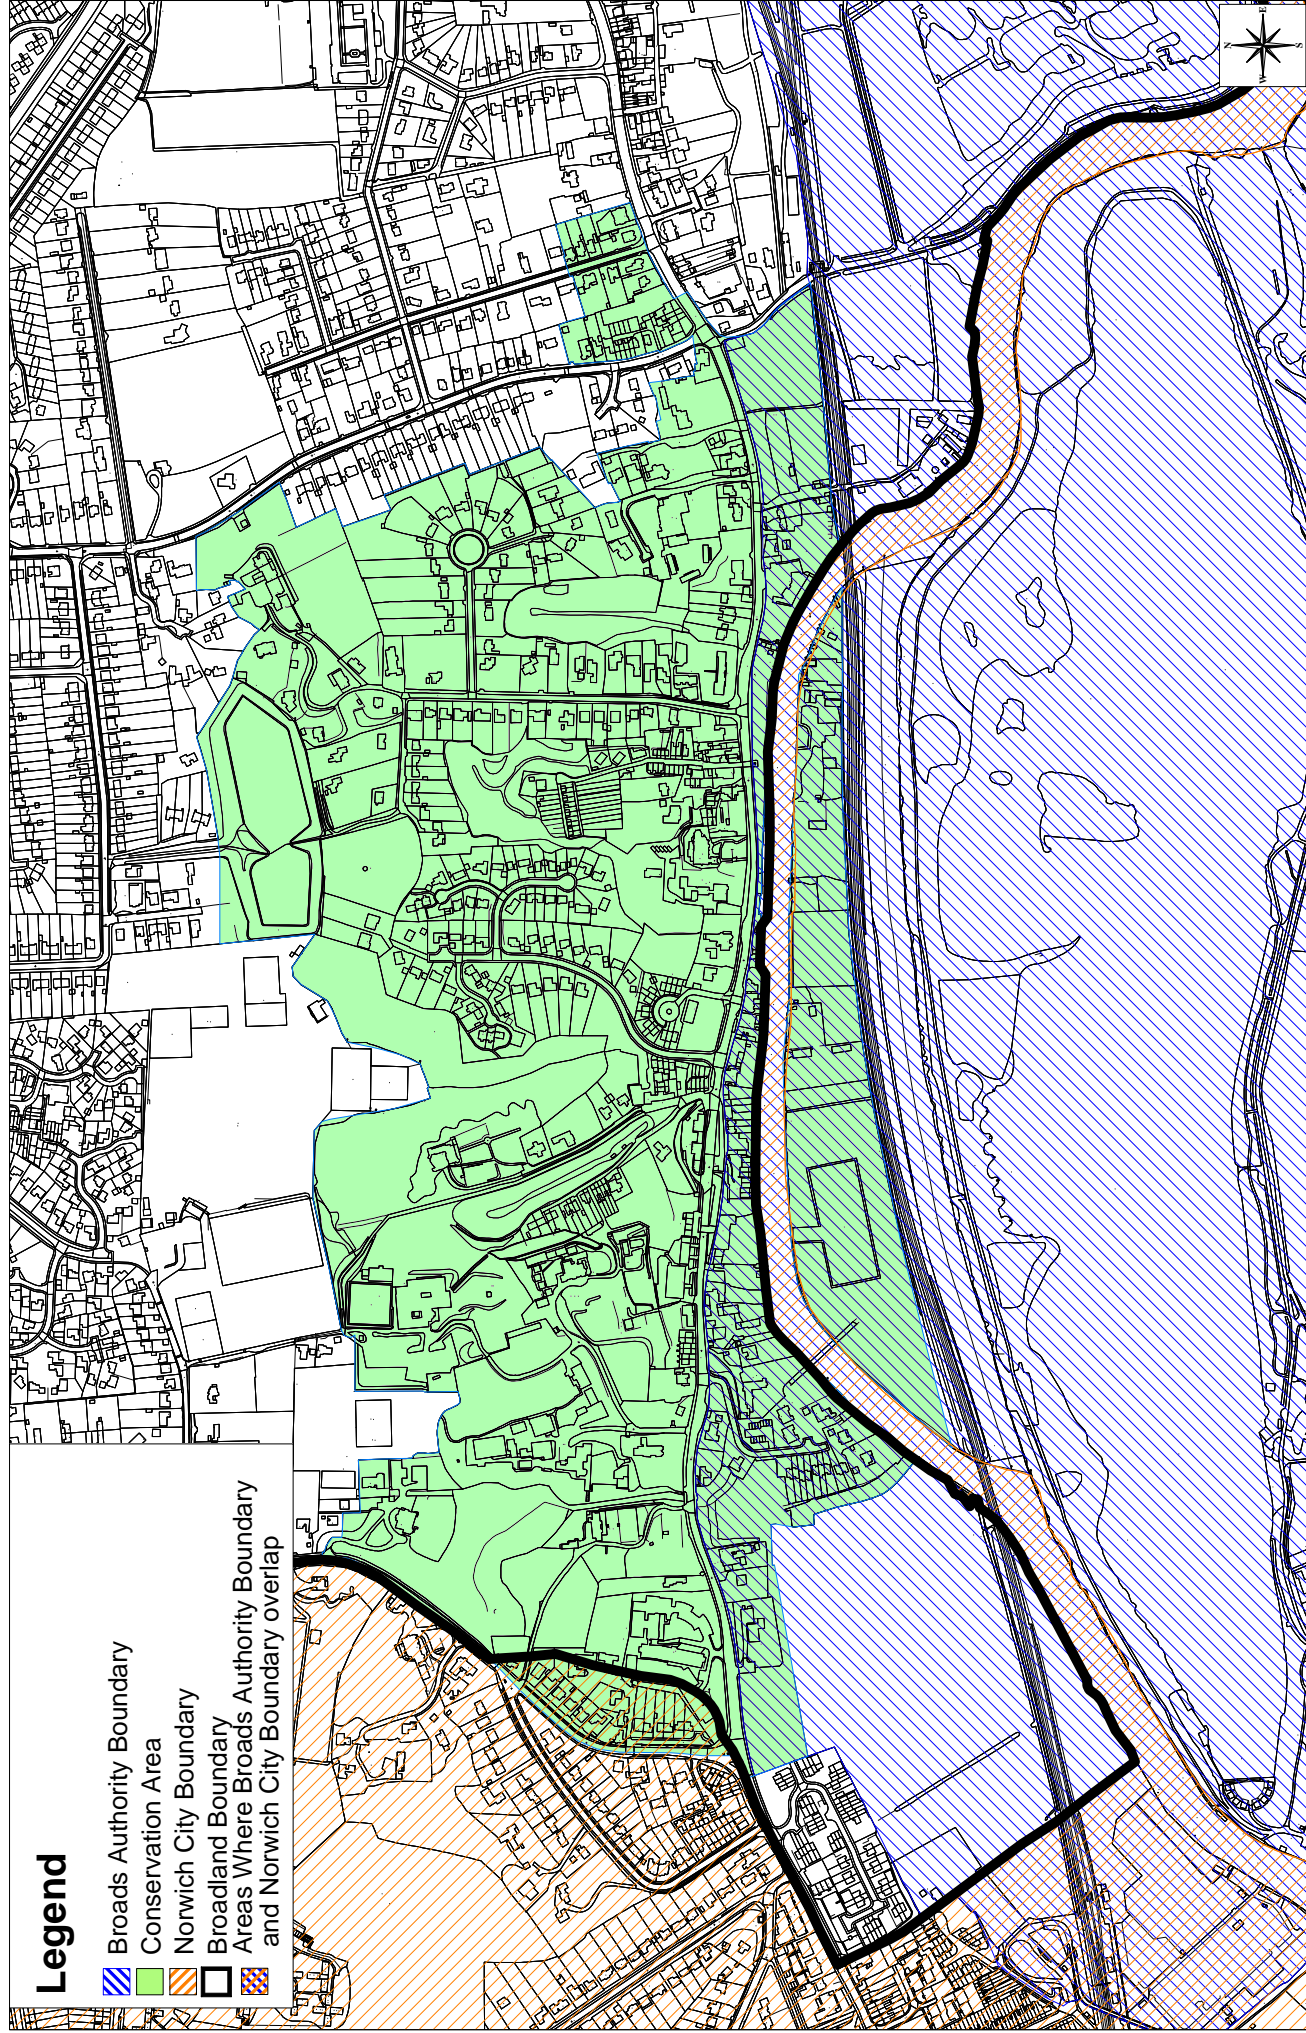 Legend
Broads Authority Boundary
Conservation Area
Norwich City Boundary
Broadland Boundary
Areas Where Broads Authority Boundary
and Norwich City Boundary overlap
N
E
S
W